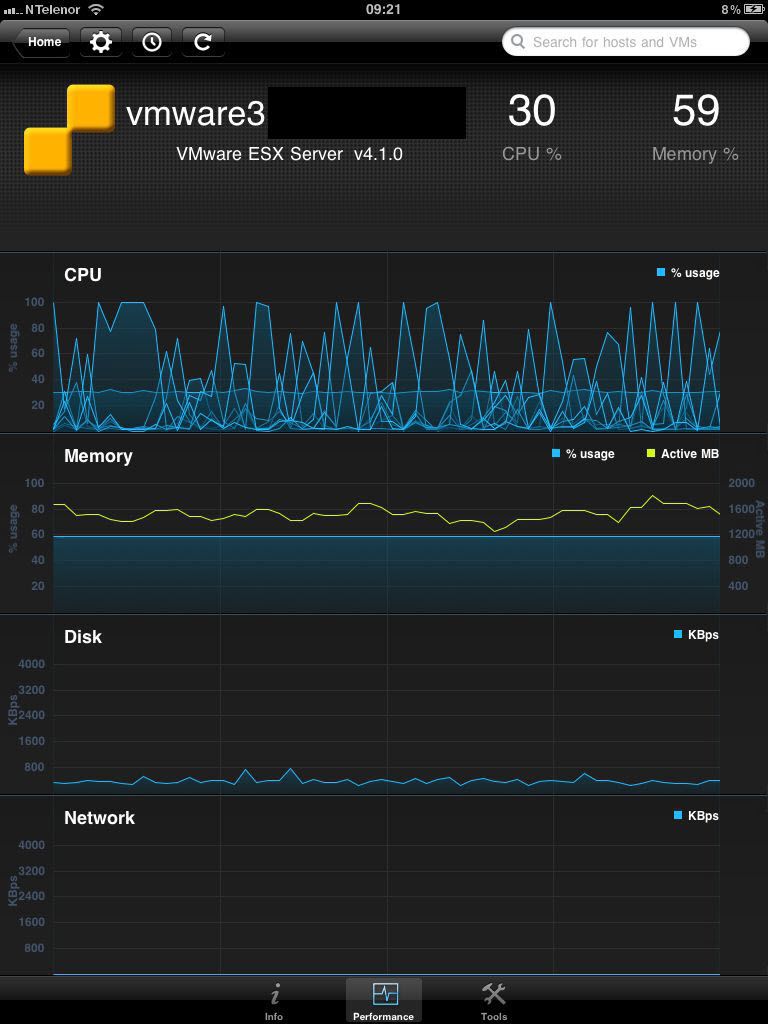 N Telenor 09:21 8%
Home Search for hosts and VMs
vmware3 30 59
VMware ESX Server v4.1.0 CPU % Memory %
CPU % usage
100
80
60
40
20
% usage
Memory % usage Active MB
100 2000
80 1600
60 1200
40 800
20 400
% usage Active MB
Disk KBps
4000
3200
2400
1600
800
KBps
Network KBps
4000
3200
2400
1600
800
KBps
Info Performance Tools